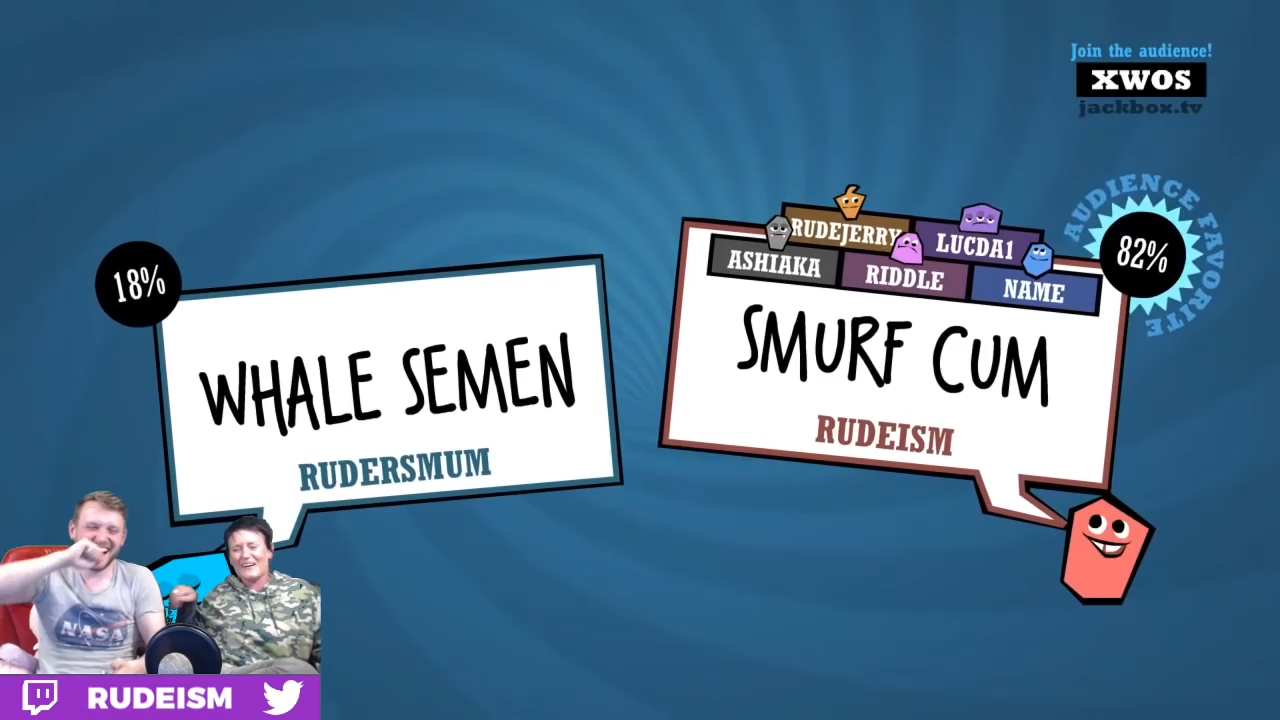 Join the audience!
XWOS
jackbox.tv
AUDIENCE FAVORITE
18%
82%
RUDEJERRY
LUCDA1
ASHIAKA
RIDDLE
NAME
WHALE SEMEN
RUDERSMUM
SMURF CUM
RUDEISM
NASA
RUDEISM